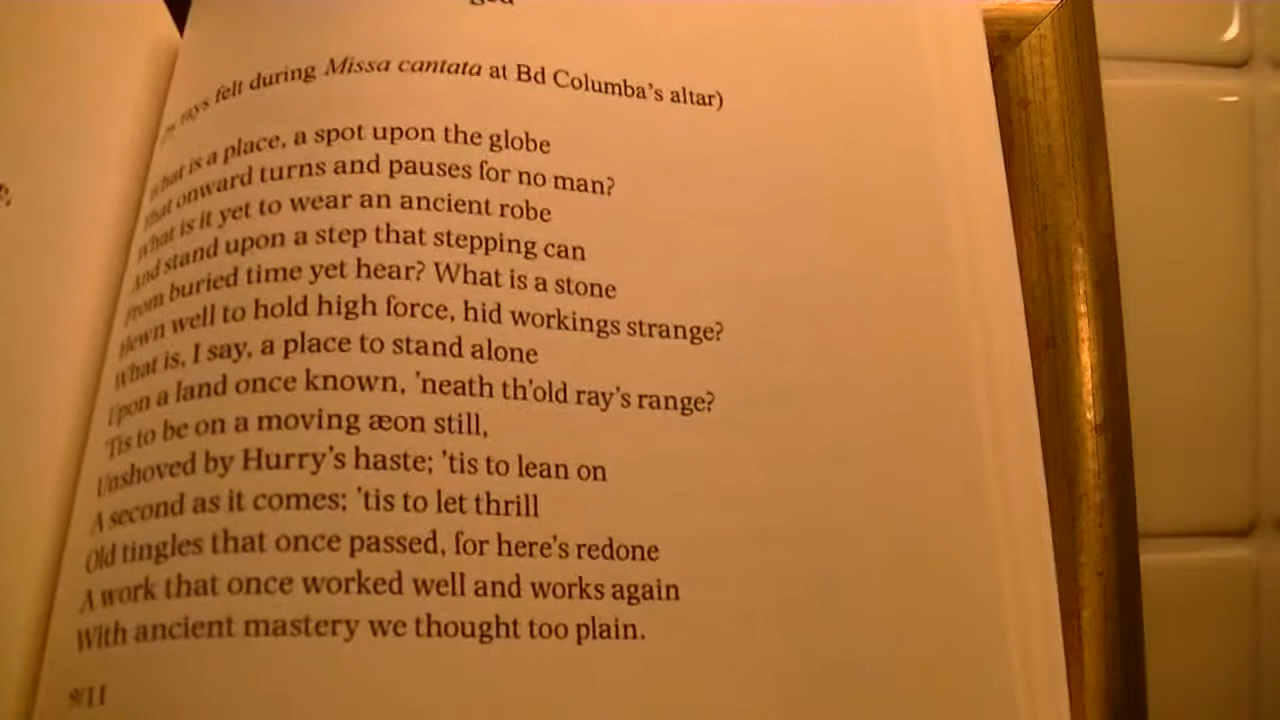 rays felt during Missa cantata at Bd Columba's altar)
What is a place, a spot upon the globe
That onward turns and pauses for no man?
What is it yet to wear an ancient robe
And stand upon a step that stepping can
From buried time yet hear? What is a stone
Hewn well to hold high force, hid workings strange?
What is, I say, a place to stand alone
Upon a land once known, 'neath th'old ray's range?
'Tis to be on a moving æon still,
Unshoved by Hurry's haste; 'tis to lean on
A second as it comes; 'tis to let thrill
Old tingles that once passed, for here's redone
A work that once worked well and works again
With ancient mastery we thought too plain.
9/11